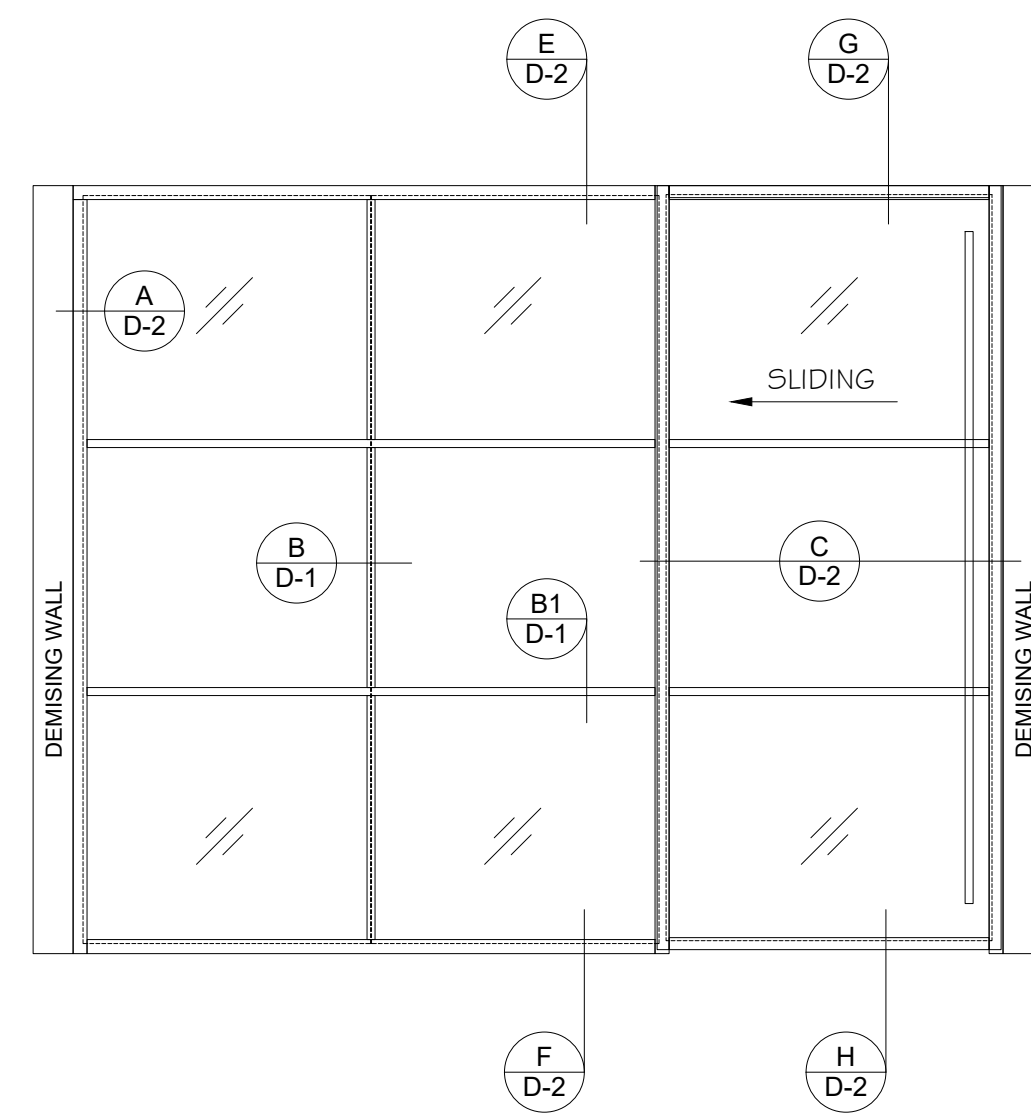 E
D-2
G
D-2
A
D-2
SLIDING
B
D-1
C
D-2
B1
D-1
DEMISING WALL
DEMISING WALL
F
D-2
H
D-2